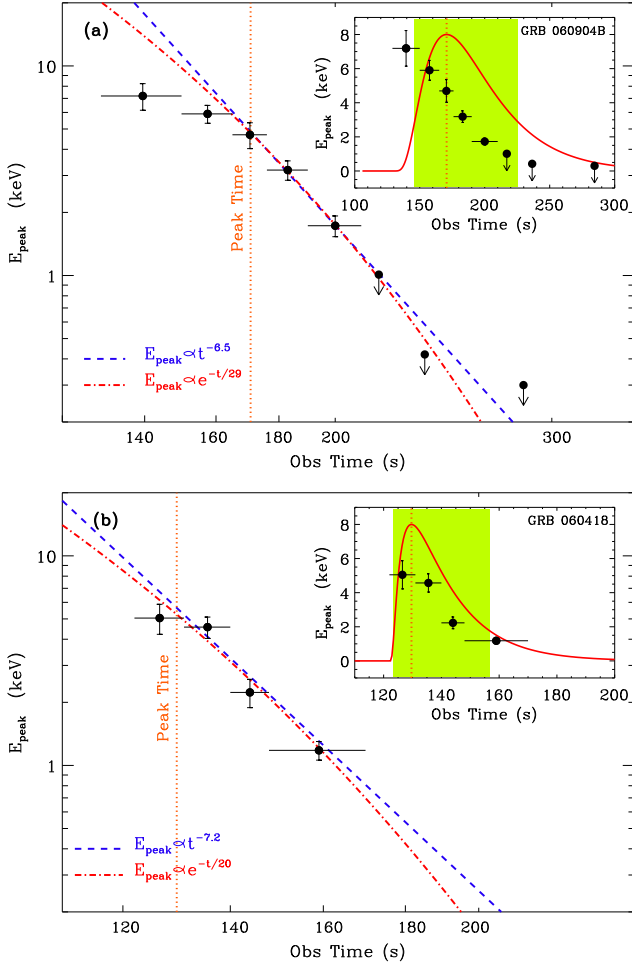 (a)
GRB 060904B
E_peak (keV)
8
6
4
2
0
100 150 200 250 300
Obs Time (s)
E_peak (keV)
10
1
Peak Time
E_peak∝t^-6.5
E_peak∝e^-t/29
140 160 180 200 300
Obs Time (s)
(b)
GRB 060418
E_peak (keV)
8
6
4
2
0
120 140 160 180 200
Obs Time (s)
E_peak (keV)
10
1
Peak Time
E_peak∝t^-7.2
E_peak∝e^-t/20
120 140 160 180 200
Obs Time (s)